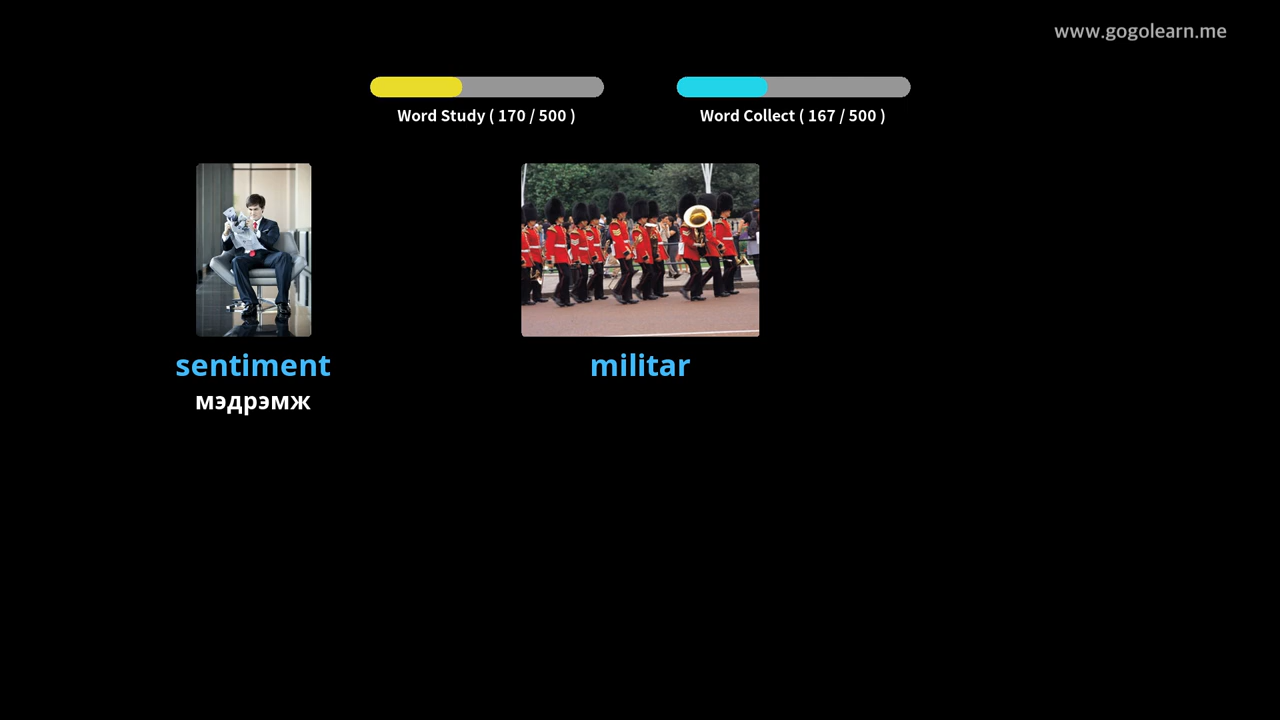 www.gogolearn.me
Word Study ( 170 / 500 )
Word Collect ( 167 / 500 )
sentiment
мэдрэмж
militar